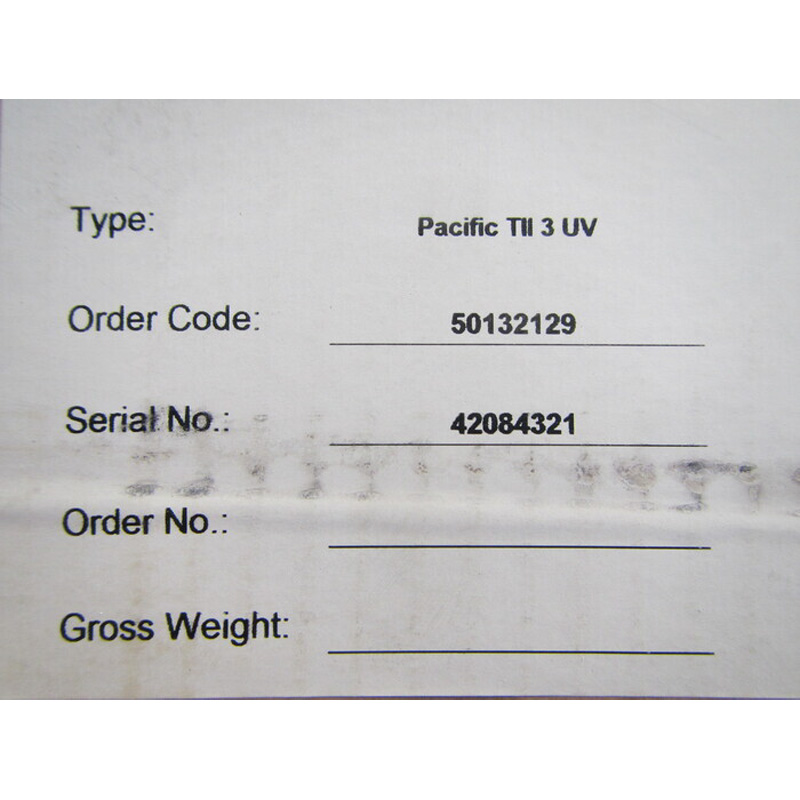 Type: Pacific TII 3 UV
Order Code: 50132129
Serial No.: 42084321
Order No.:
Gross Weight: